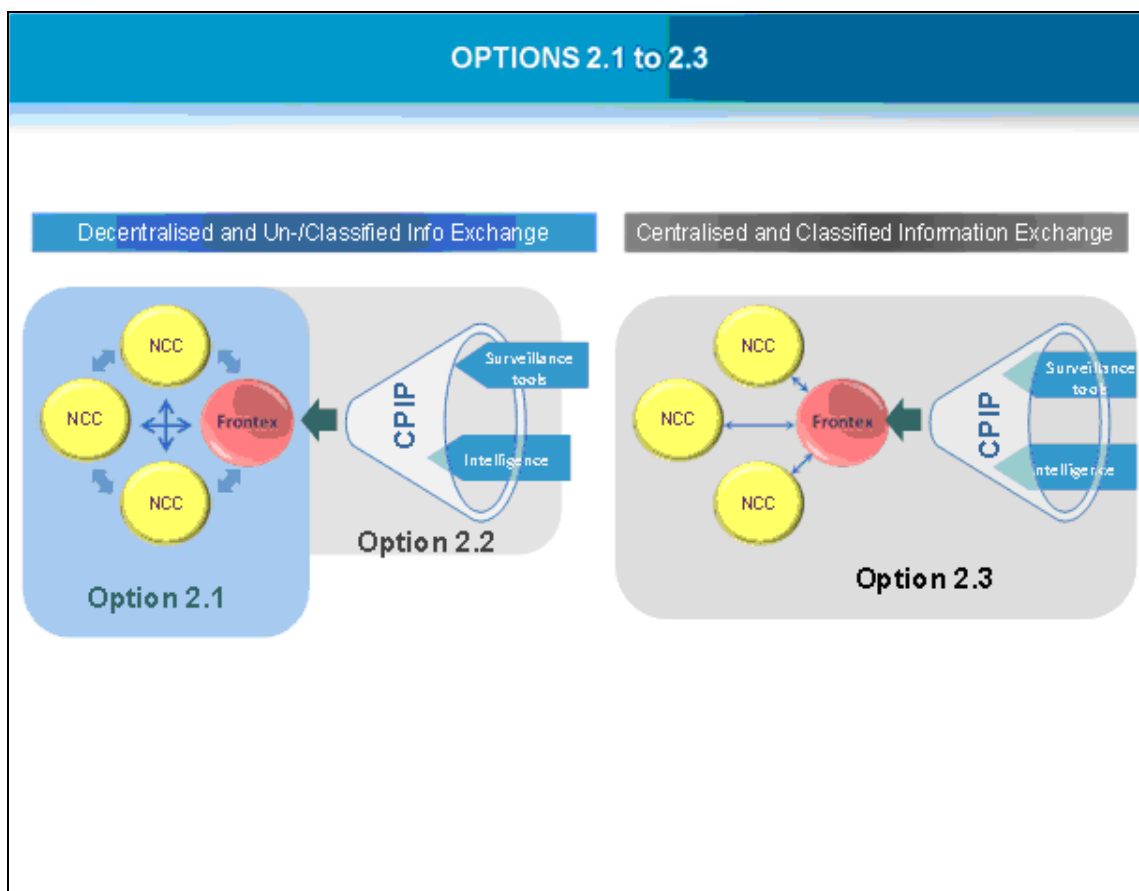 OPTIONS 2.1 to 2.3
Decentralised and Un-/Classified Info Exchange
Centralised and Classified Information Exchange
NCC
NCC
Frontex
NCC
CPIP
Surveillance
tools
Intelligence
Option 2.2
Option 2.1
NCC
NCC
Frontex
NCC
CPIP
Surveillance
tools
Intelligence
Option 2.3